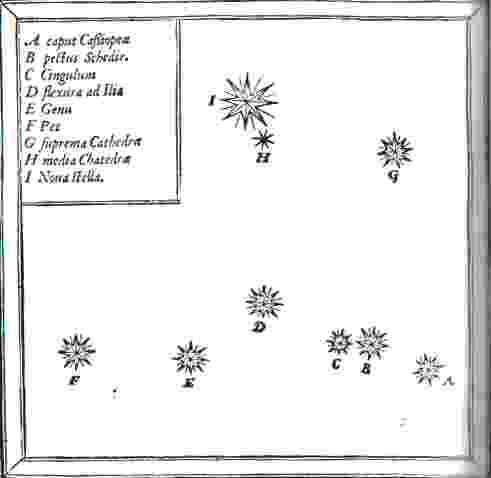 A caput Cassiopeæ
B pectus Schedir.
C Cingulum
D flexura ad Ilia
E Genu
F Pes
G suprema Cathedræ
H media Chatedræ
I Noua stella.
I
H
G
D
C
B
F
E
A